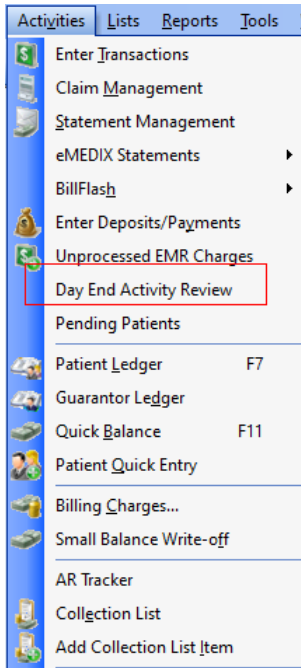 Activities Lists Reports Tools
Enter Transactions
Claim Management
Statement Management
eMEDIX Statements
BillFlash
Enter Deposits/Payments
Unprocessed EMR Charges
Day End Activity Review
Pending Patients
Patient Ledger F7
Guarantor Ledger
Quick Balance F11
Patient Quick Entry
Billing Charges...
Small Balance Write-off
AR Tracker
Collection List
Add Collection List Item